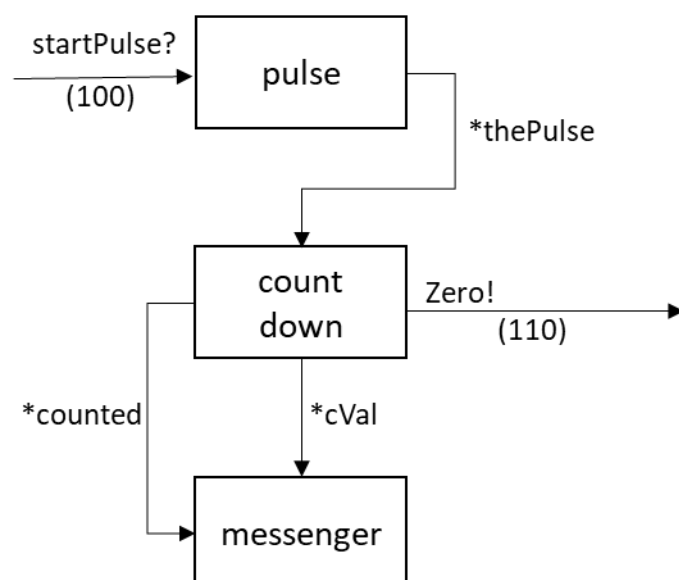 startPulse?
(100)
pulse
*thePulse
count
down
Zero!
(110)
*counted
*cVal
messenger